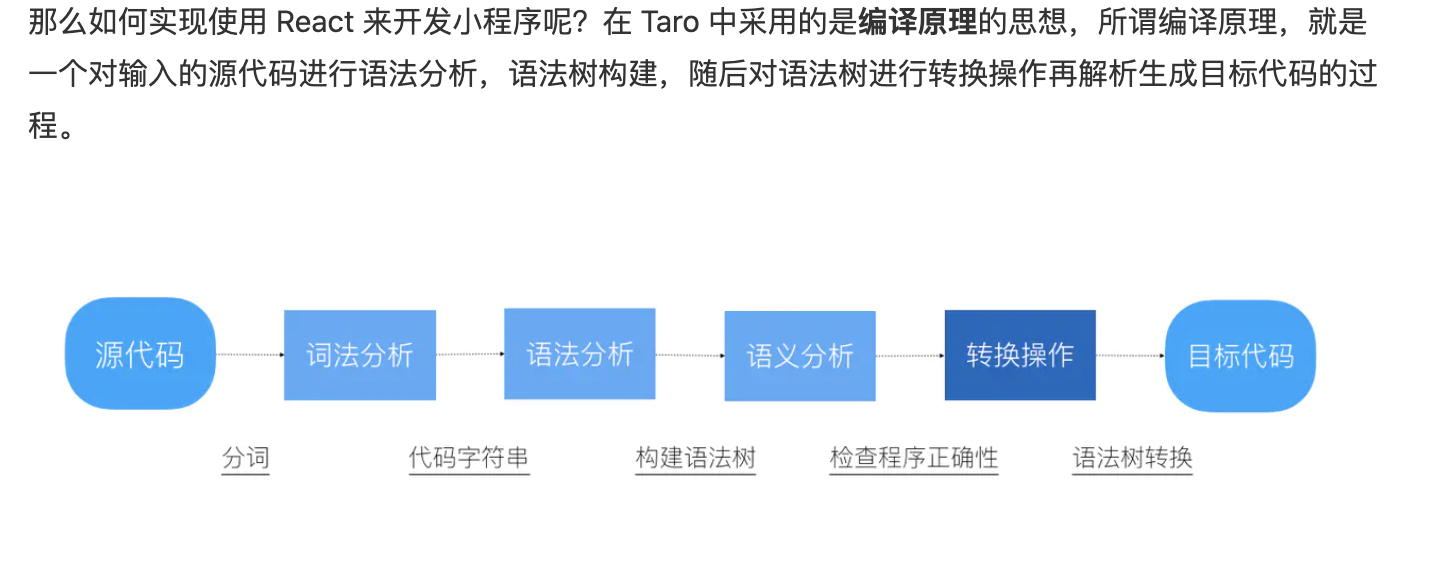 那么如何实现使用 React 来开发小程序呢？在 Taro 中采用的是编译原理的思想，所谓编译原理，就是
一个对输入的源代码进行语法分析，语法树构建，随后对语法树进行转换操作再解析生成目标代码的过
程。
源代码
词法分析
语法分析
语义分析
转换操作
目标代码
分词
代码字符串
构建语法树
检查程序正确性
语法树转换